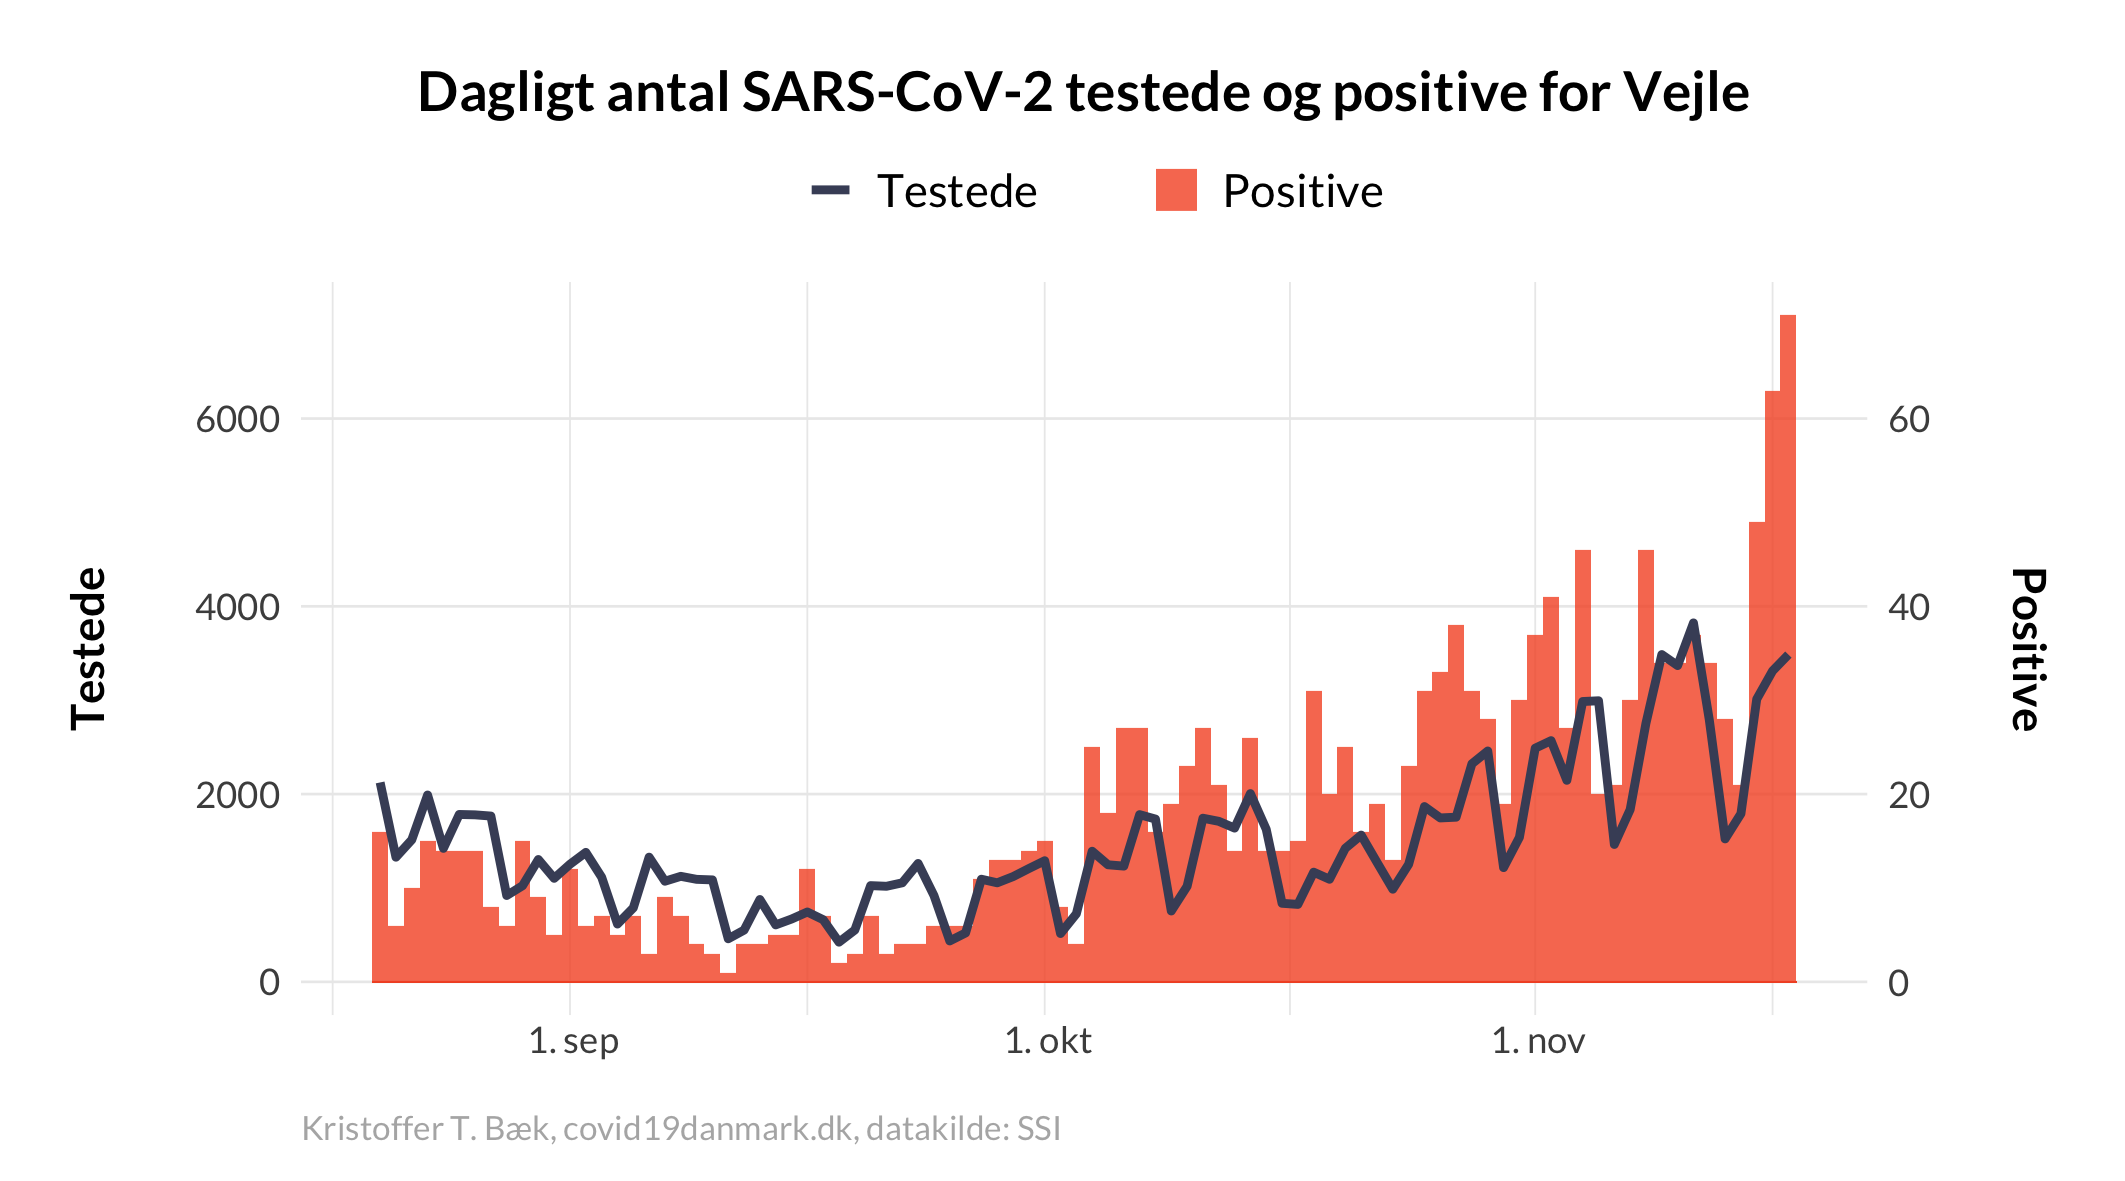 Dagligt antal SARS-CoV-2 testede og positive for Vejle
Testede
Positive
6000
4000
2000
0
Testede
60
40
20
0
Positive
1. sep
1. okt
1. nov
Kristoffer T. Bæk, covid19danmark.dk, datakilde: SSI